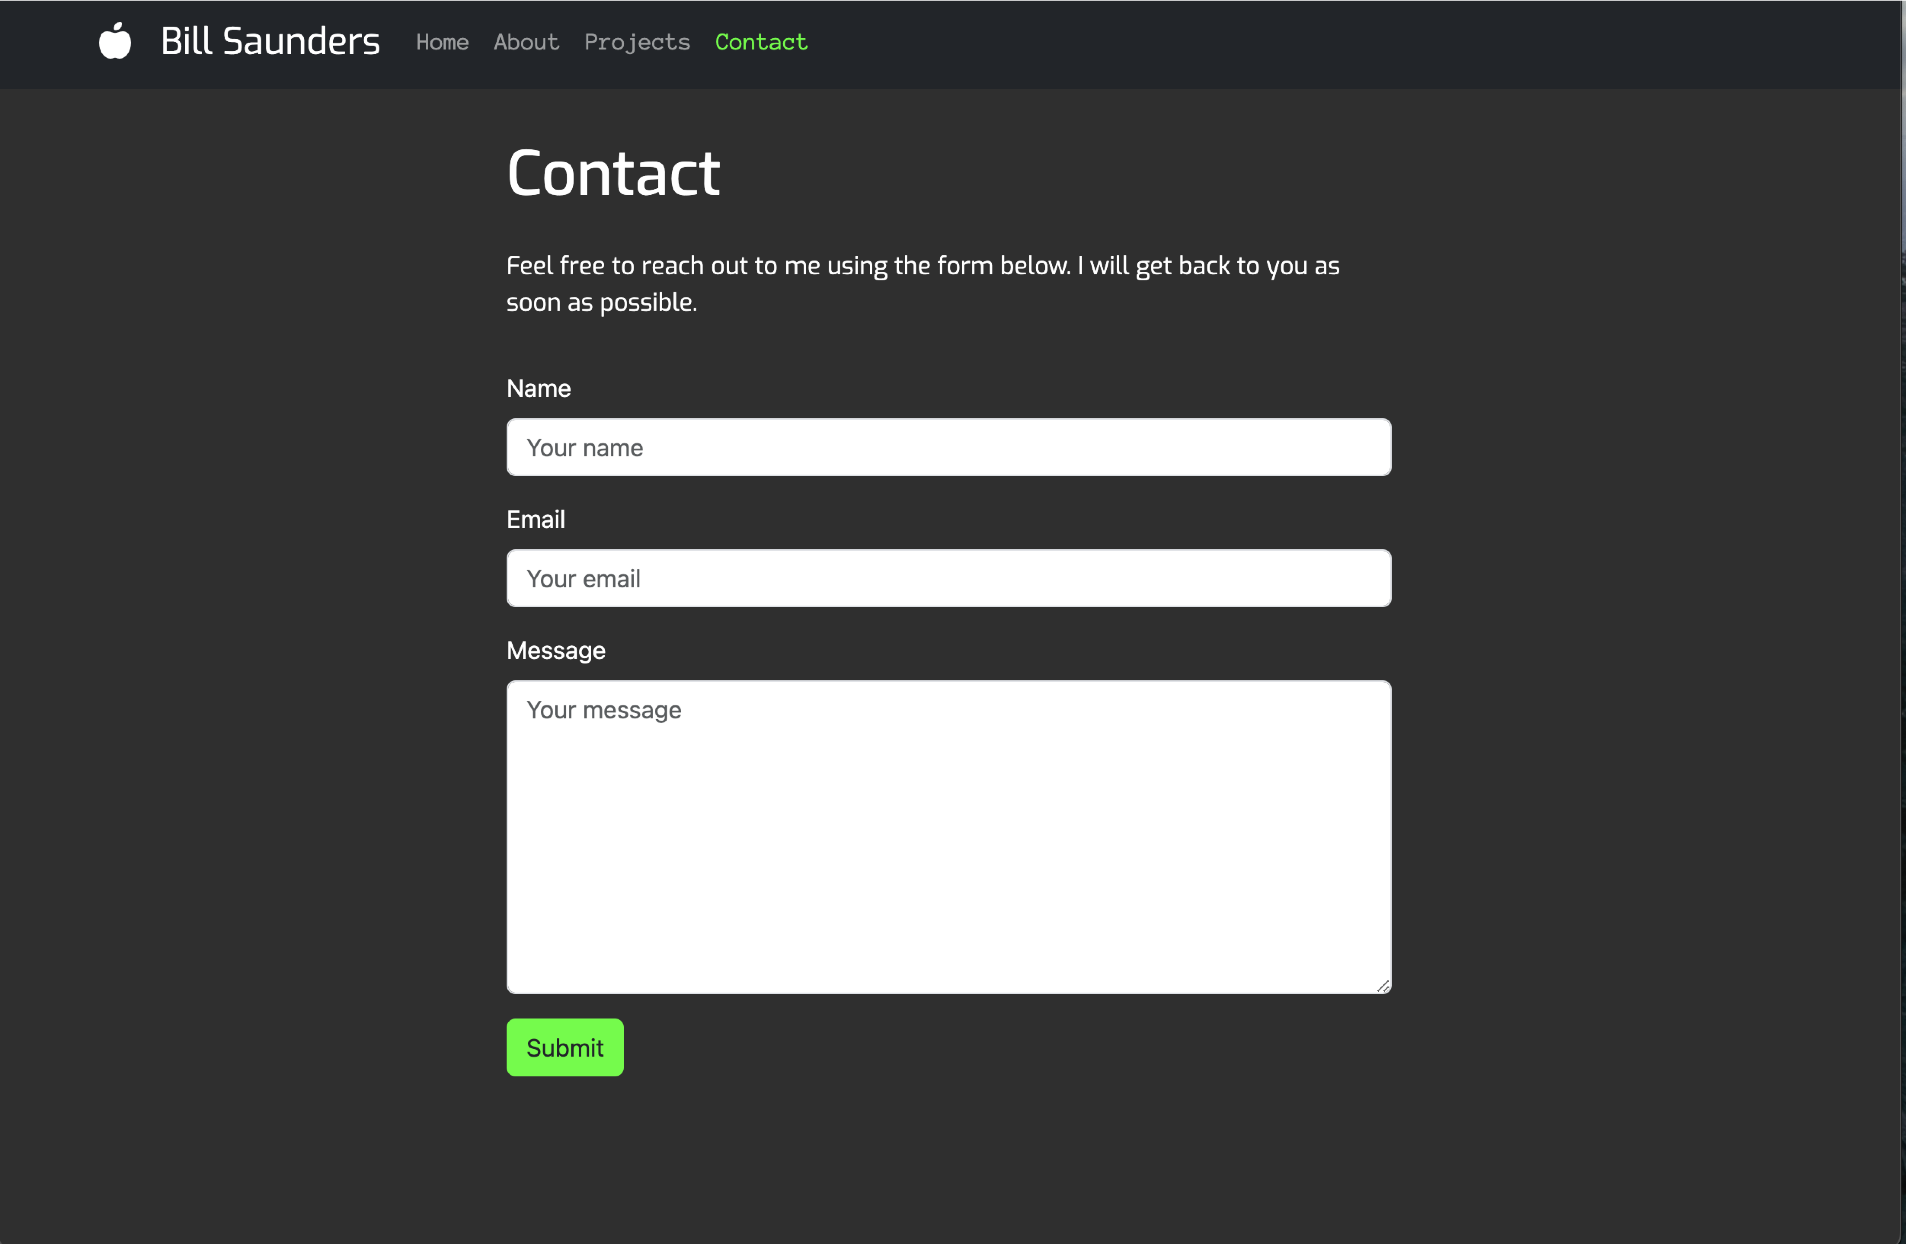 Bill Saunders Home About Projects Contact
Contact
Feel free to reach out to me using the form below. I will get back to you as
soon as possible.
Name
Your name
Email
Your email
Message
Your message
Submit